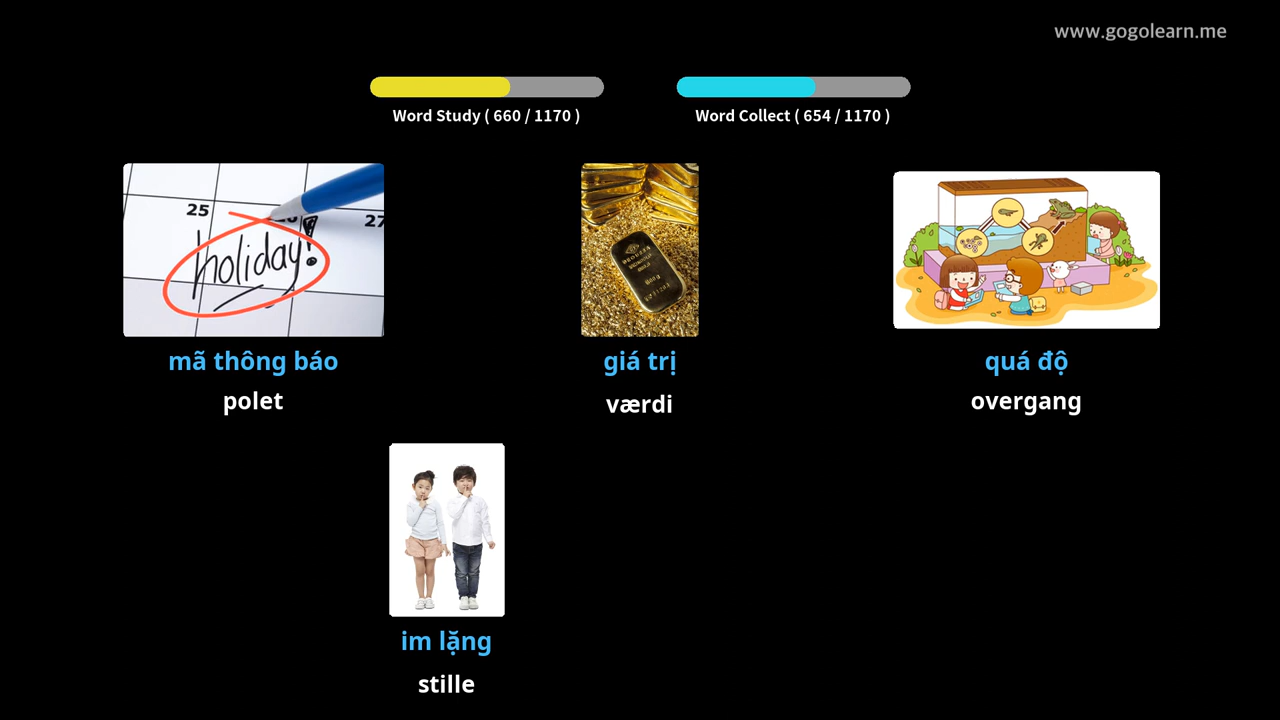 www.gogolearn.me
Word Study ( 660 / 1170 )
Word Collect ( 654 / 1170 )
25
27
holiday!
mã thông báo
giá trị
quá độ
polet
værdi
overgang
im lặng
stille